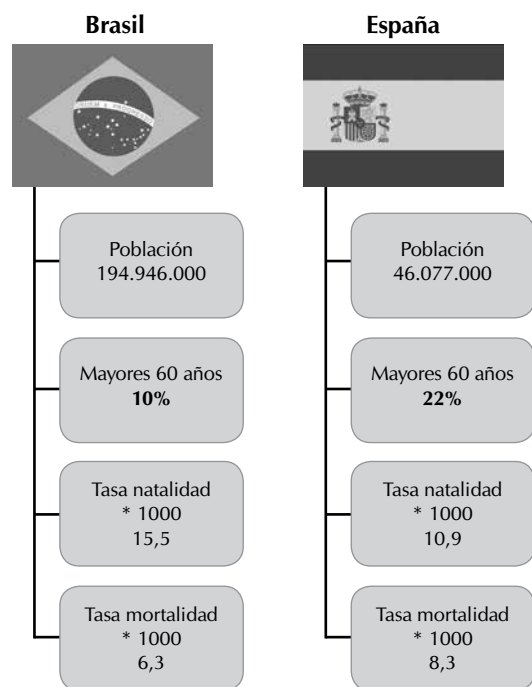 Brasil
ORDEM E PROGRESSO
Población
194.946.000
Mayores 60 años
10%
Tasa natalidad
* 1000
15,5
Tasa mortalidad
* 1000
6,3
España
Población
46.077.000
Mayores 60 años
22%
Tasa natalidad
* 1000
10,9
Tasa mortalidad
* 1000
8,3